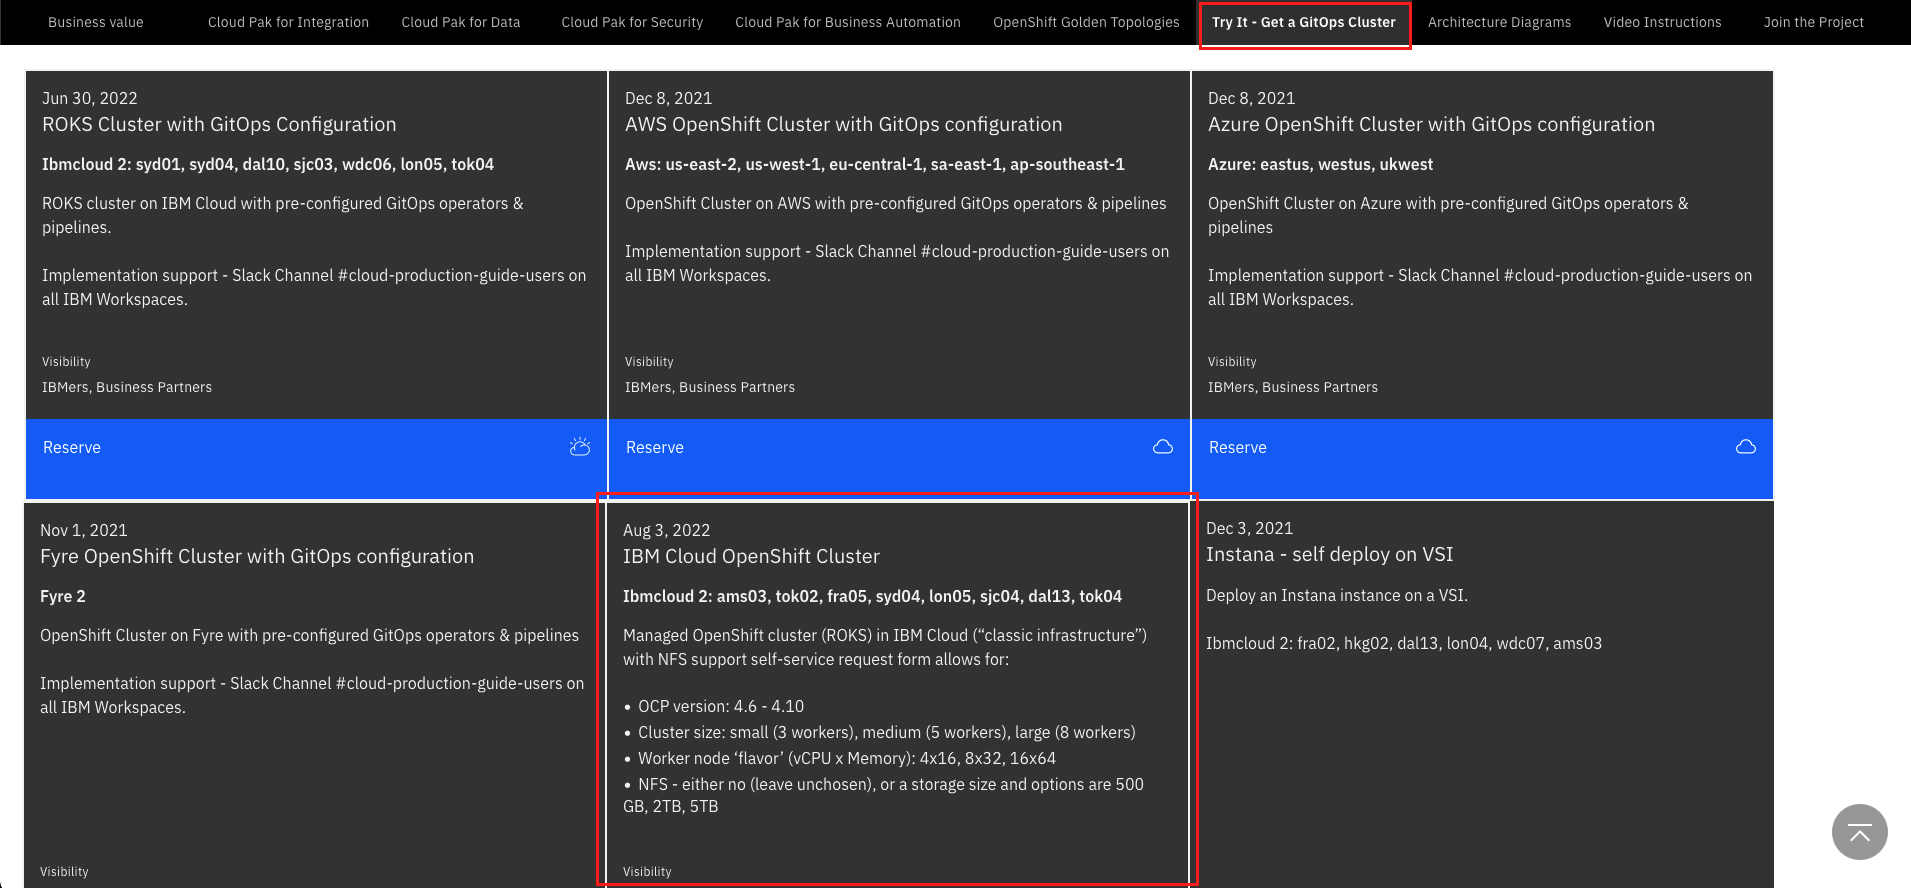 Business value
Cloud Pak for Integration
Cloud Pak for Data
Cloud Pak for Security
Cloud Pak for Business Automation
OpenShift Golden Topologies
Try It - Get a GitOps Cluster
Architecture Diagrams
Video Instructions
Join the Project
Jun 30, 2022
ROKS Cluster with GitOps Configuration
Ibmcloud 2: syd01, syd04, dal10, sjc03, wdc06, lon05, tok04
ROKS cluster on IBM Cloud with pre-configured GitOps operators &
pipelines.
Implementation support - Slack Channel #cloud-production-guide-users on
all IBM Workspaces.
Visibility
IBMers, Business Partners
Reserve
Dec 8, 2021
AWS OpenShift Cluster with GitOps configuration
Aws: us-east-2, us-west-1, eu-central-1, sa-east-1, ap-southeast-1
OpenShift Cluster on AWS with pre-configured GitOps operators & pipelines
Implementation support - Slack Channel #cloud-production-guide-users on
all IBM Workspaces.
Visibility
IBMers, Business Partners
Reserve
Dec 8, 2021
Azure OpenShift Cluster with GitOps configuration
Azure: eastus, westus, ukwest
OpenShift Cluster on Azure with pre-configured GitOps operators &
pipelines
Implementation support - Slack Channel #cloud-production-guide-users on
all IBM Workspaces.
Visibility
IBMers, Business Partners
Reserve
Nov 1, 2021
Fyre OpenShift Cluster with GitOps configuration
Fyre 2
OpenShift Cluster on Fyre with pre-configured GitOps operators & pipelines
Implementation support - Slack Channel #cloud-production-guide-users on
all IBM Workspaces.
Visibility
Aug 3, 2022
IBM Cloud OpenShift Cluster
Ibmcloud 2: ams03, tok02, fra05, syd04, lon05, sjc04, dal13, tok04
Managed OpenShift cluster (ROKS) in IBM Cloud (“classic infrastructure”)
with NFS support self-service request form allows for:
• OCP version: 4.6 - 4.10
• Cluster size: small (3 workers), medium (5 workers), large (8 workers)
• Worker node ‘flavor’ (vCPU x Memory): 4x16, 8x32, 16x64
• NFS - either no (leave unchosen), or a storage size and options are 500
GB, 2TB, 5TB
Visibility
Dec 3, 2021
Instana - self deploy on VSI
Deploy an Instana instance on a VSI.
Ibmcloud 2: fra02, hkg02, dal13, lon04, wdc07, ams03